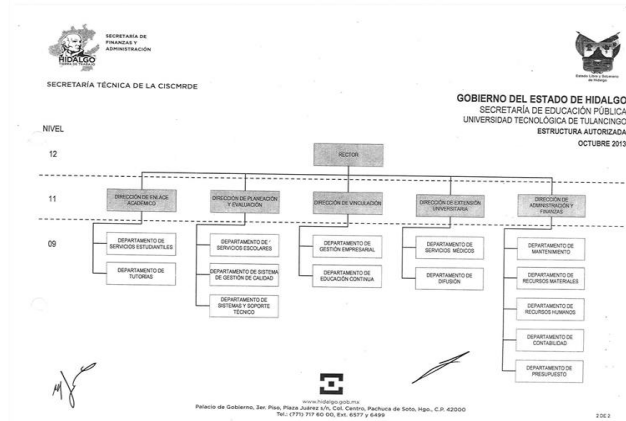 SECRETARÍA DE
FINANZAS Y
ADMINISTRACIÓN
HIDALGO
SECRETARÍA TÉCNICA DE LA CISCMRDE
Estado Libre y Soberano
de Hidalgo
GOBIERNO DEL ESTADO DE HIDALGO
SECRETARÍA DE EDUCACIÓN PÚBLICA
UNIVERSIDAD TECNOLÓGICA DE TULANCINGO
ESTRUCTURA AUTORIZADA
OCTUBRE 2013
NIVEL
12
RECTOR
11
DIRECCIÓN DE ENLACE
ACADÉMICO
DIRECCIÓN DE PLANEACIÓN
Y EVALUACIÓN
DIRECCIÓN DE VINCULACIÓN
DIRECCIÓN DE EXTENSIÓN
UNIVERSITARIA
DIRECCIÓN DE
ADMINISTRACIÓN Y
FINANZAS
09
DEPARTAMENTO DE
SERVICIOS ESTUDIANTILES
DEPARTAMENTO DE
TUTORÍAS
DEPARTAMENTO DE
SERVICIOS ESCOLARES
DEPARTAMENTO DE SISTEMA
DE GESTIÓN DE CALIDAD
DEPARTAMENTO DE
SISTEMAS Y SOPORTE
TÉCNICO
DEPARTAMENTO DE
GESTIÓN EMPRESARIAL
DEPARTAMENTO DE
EDUCACIÓN CONTINUA
DEPARTAMENTO DE
SERVICIOS MÉDICOS
DEPARTAMENTO DE
DIFUSIÓN
DEPARTAMENTO DE
MANTENIMIENTO
DEPARTAMENTO DE
RECURSOS MATERIALES
DEPARTAMENTO DE
RECURSOS HUMANOS
DEPARTAMENTO DE
CONTABILIDAD
DEPARTAMENTO DE
PRESUPUESTO
www.hidalgo.gob.mx
Palacio de Gobierno, 3er. Piso, Plaza Juárez s/n, Col. Centro, Pachuca de Soto, Hgo., C.P. 42000
Tel.: (771) 717 60 00, Ext. 6577 y 6499
2 DE 2